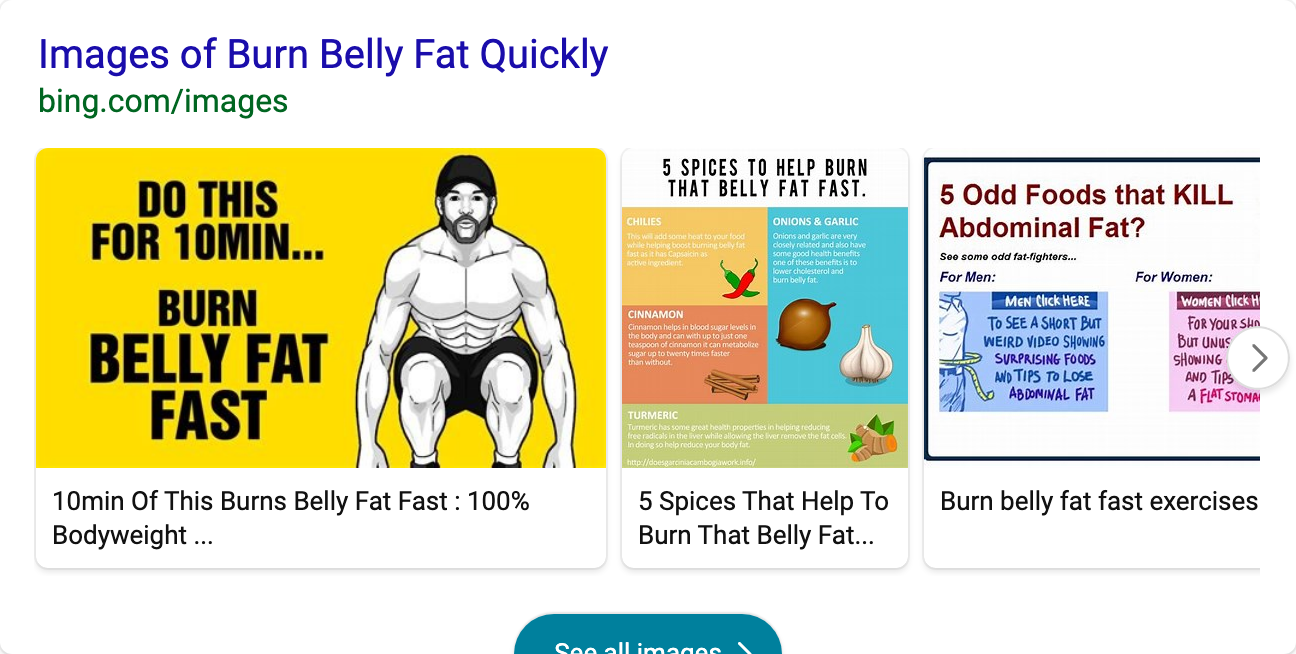 Images of Burn Belly Fat Quickly
bing.com/images
DO THIS
FOR 10MIN...
BURN
BELLY FAT
FAST
10min Of This Burns Belly Fat Fast : 100%
Bodyweight ...
5 SPICES TO HELP BURN
THAT BELLY FAT FAST.
CHILIES
This will add some heat to your food
while helping boost burning belly fat
fast as it has Capsaicin as
active ingredient.
ONIONS & GARLIC
Onions and garlic are very
closely related and also have
some good health benefits
one of these benefits is to
lower cholesterol and
burn belly fat.
CINNAMON
Cinnamon helps in blood sugar levels in
the body and can with up to just one
teaspoon of cinnamon it can metabolize
sugar up to twenty times faster
than without.
TURMERIC
Turmeric has some great health properties in helping reducing
free radicals in the liver while allowing the liver remove the fat cells.
In doing so help reduce your body fat.
http://doesgarciniacambogiawork.info/
5 Spices That Help To
Burn That Belly Fat...
5 Odd Foods that KILL
Abdominal Fat?
See some odd fat-fighters...
For Men:
MEN CLICK HERE
TO SEE A SHORT BUT
WEIRD VIDEO SHOWING
SURPRISING FOODS
AND TIPS TO LOSE
ABDOMINAL FAT
For Women:
WOMEN CLICK
FOR YOUR
BUT
SHOWING
AND TIPS
A FLAT
Burn belly fat fast exercises
See all images